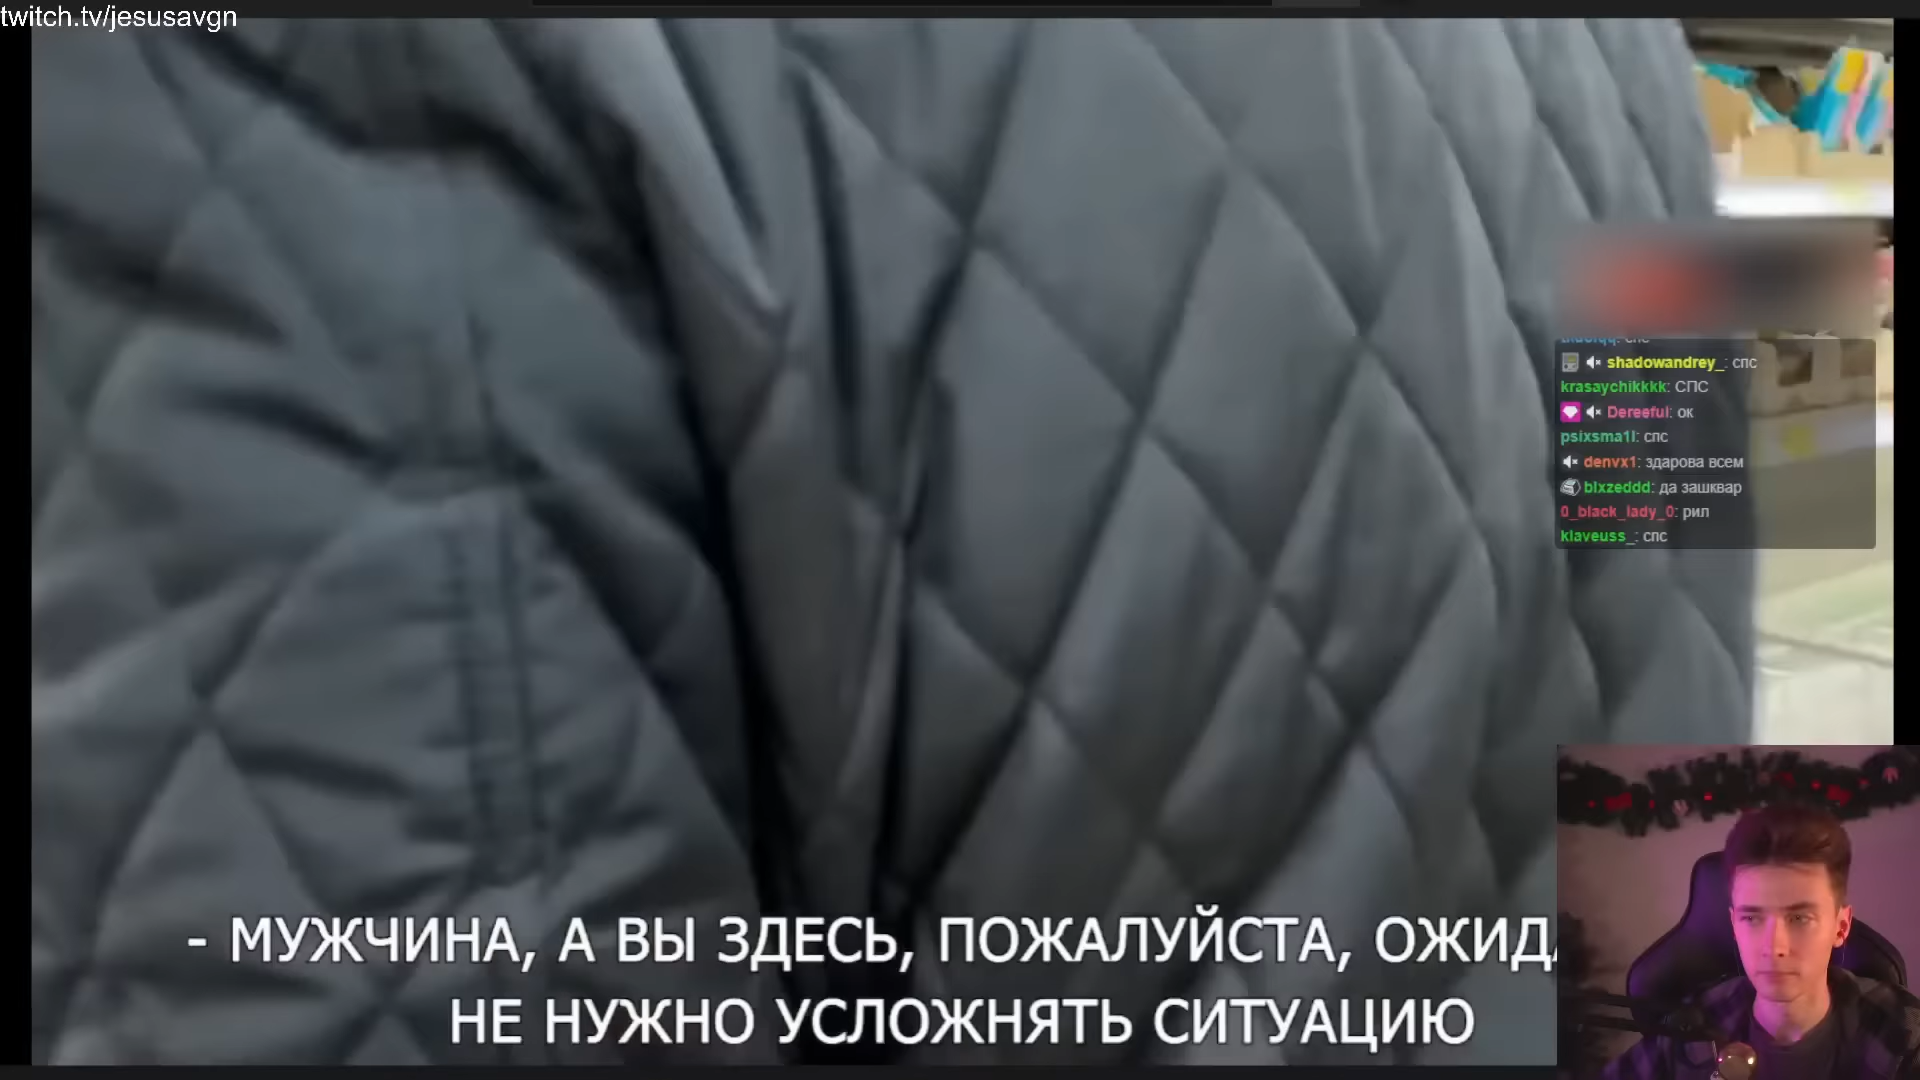 twitch.tv/jesusavgn
shadowandrey_: спс
krasaychikkkk: СПС
Dereeful: ок
psixsma1l: спс
denvx1: здарова всем
blxzeddd: да зашквар
0_black_lady_0: рил
klaveuss_: спс
- МУЖЧИНА, А ВЫ ЗДЕСЬ, ПОЖАЛУЙСТА,
НЕ НУЖНО УСЛОЖНЯТЬ СИТУАЦИЮ